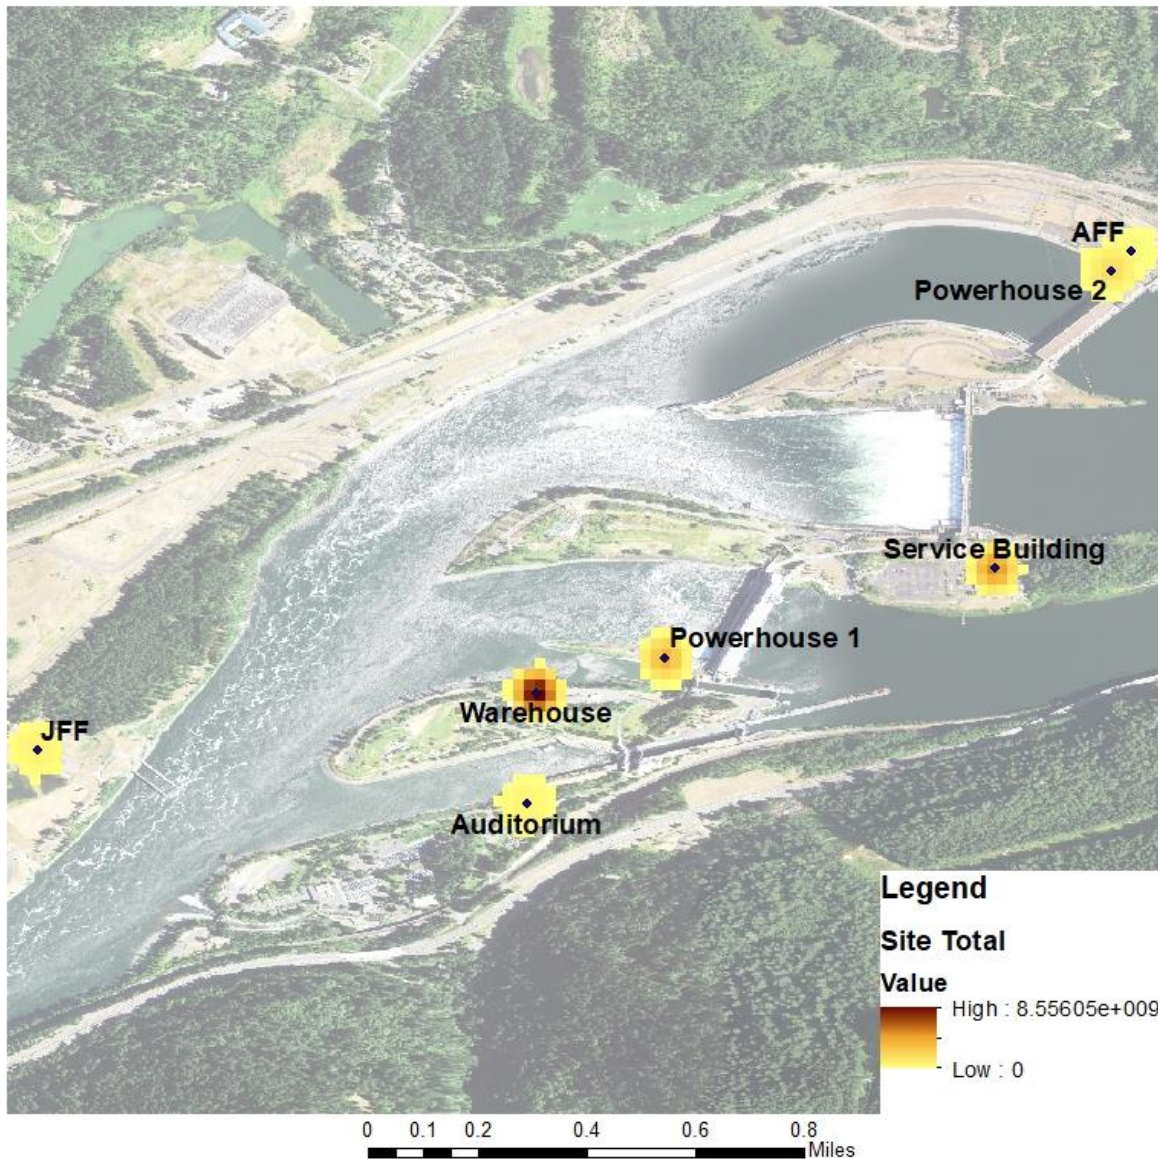 AFF
Powerhouse 2
Service Building
Powerhouse 1
Warehouse
JFF
Auditorium
Legend
Site Total
Value
High : 8.55605e+009
Low : 0
0 0.1 0.2 0.4 0.6 0.8
Miles